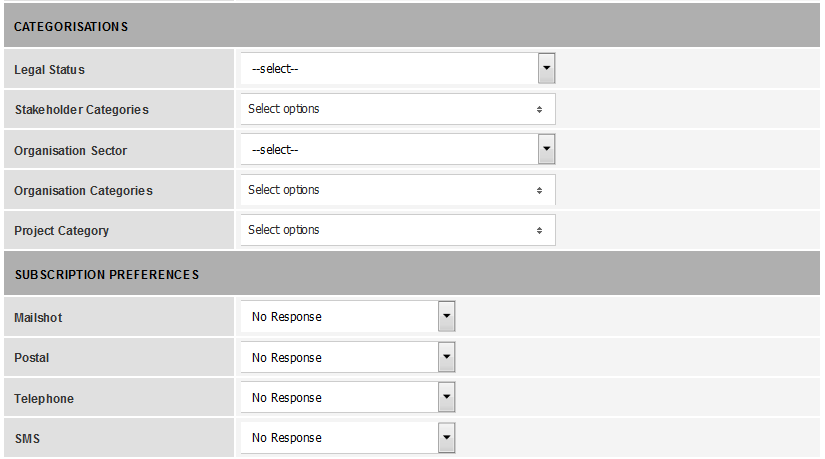 CATEGORISATIONS
Legal Status --select--
Stakeholder Categories Select options
Organisation Sector --select--
Organisation Categories Select options
Project Category Select options
SUBSCRIPTION PREFERENCES
Mailshot No Response
Postal No Response
Telephone No Response
SMS No Response